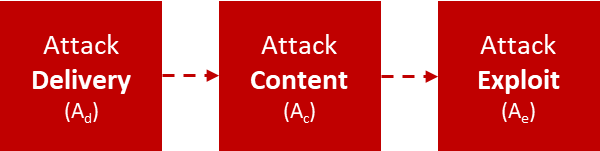 Attack
Delivery
(Ad)
Attack
Content
(Ac)
Attack
Exploit
(Ae)